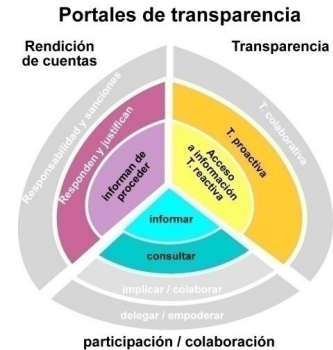 Portales de transparencia
Rendición
de cuentas
Transparencia
Responsabilidad y sanciones
Responden y justifican
informan de
proceder
Acceso
a información
T. reactiva
T. proactiva
T. colaborativa
informar
consultar
implicar / colaborar
delegar / empoderar
participación / colaboración